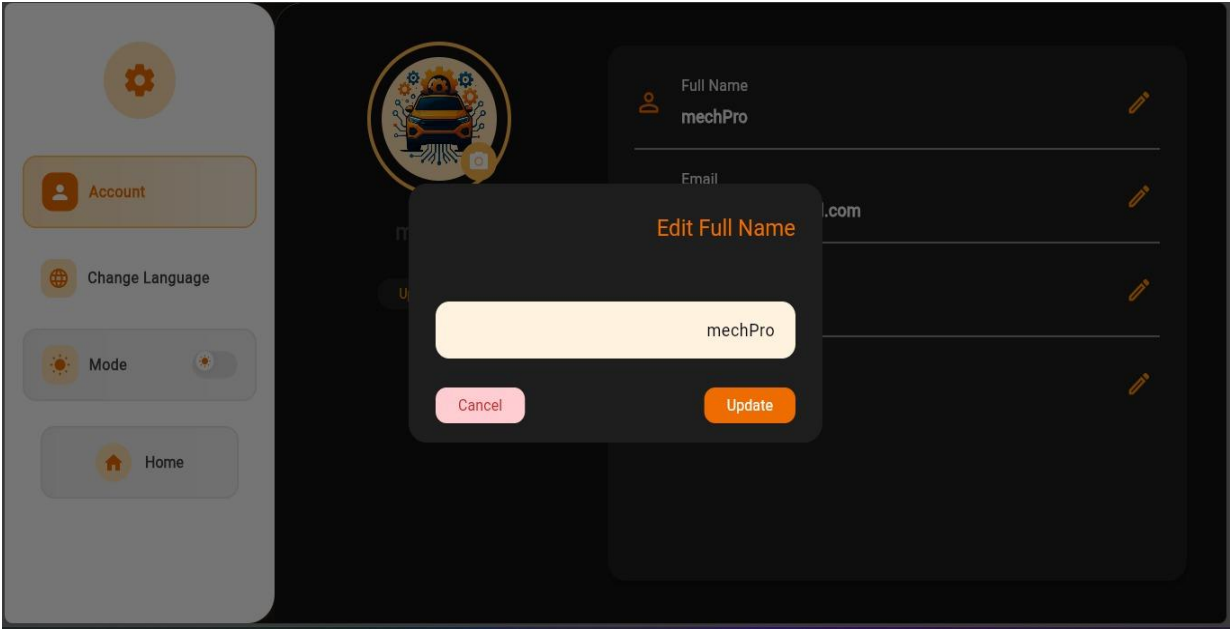 Account
Change Language
Mode
Home
Full Name
mechPro
Email
l.com
Edit Full Name
mechPro
Cancel
Update